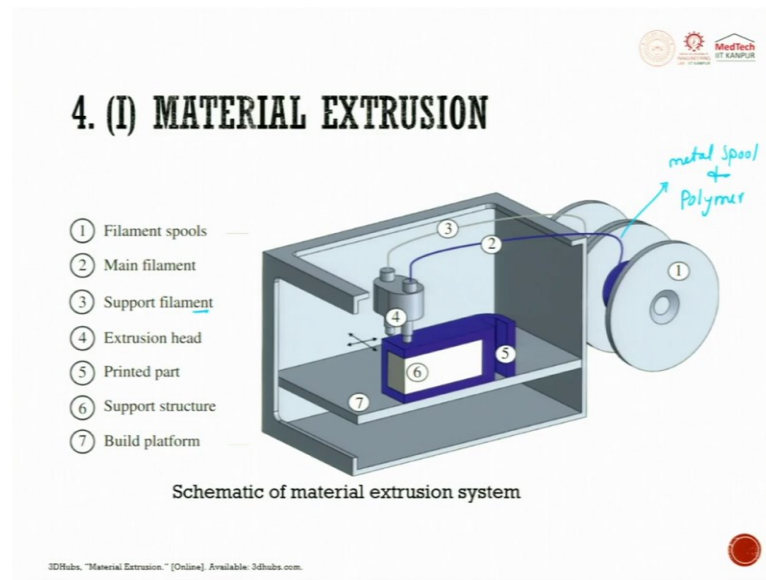 MedTech
IIT KANPUR
4. (I) MATERIAL EXTRUSION
metal Spool
+
Polymer
1 Filament spools
2 Main filament
3 Support filament
4 Extrusion head
5 Printed part
6 Support structure
7 Build platform
3
2
1
4
5
6
7
Schematic of material extrusion system
3DHubs, "Material Extrusion." [Online]. Available: 3dhubs.com.